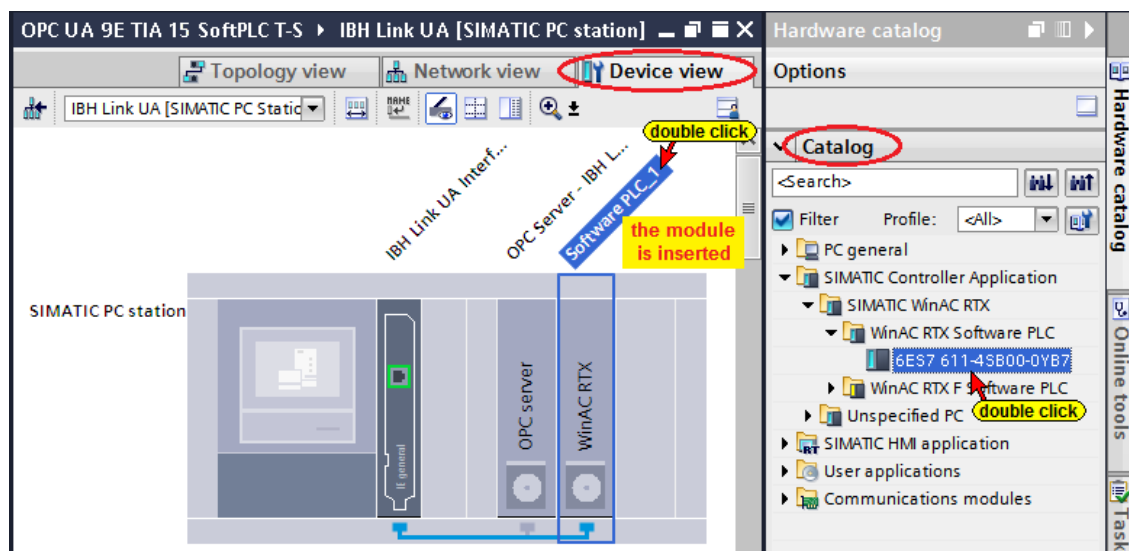 OPC UA 9E TIA 15 SoftPLC T-S ▸ IBH Link UA [SIMATIC PC station]
Topology view
Network view
Device view
IBH Link UA [SIMATIC PC Static
NAME
double click
IBH Link UA Interf...
OPC Server - IBH L...
Software PLC_1
the module
is inserted
SIMATIC PC station
IE general
OPC server
WinAC RTX
Hardware catalog
Options
Catalog
<Search>
Filter
Profile:
<All>
PC general
SIMATIC Controller Application
SIMATIC WinAC RTX
WinAC RTX Software PLC
6ES7 611-4SB00-0YB7
WinAC RTX F Software PLC
Unspecified PC
double click
SIMATIC HMI application
RT
User applications
Communications modules
Hardware catalog
Online tools
Task